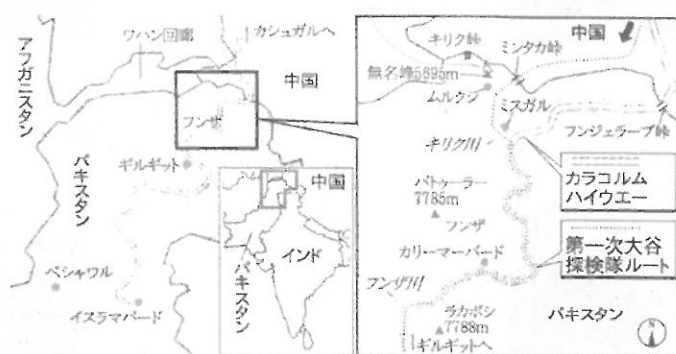 ワハン回廊
カシュガルへ
アフガニスタン
中国
フンザ
パキスタン
ギルギット
中国
インド
パキスタン
ペシャワル
イスラマバード
キリク峠
ミンタカ峠
中国
無名峰5895m
ムルクシ
ミスガル
フンジェラーブ峠
キリク川
カラコルム
ハイウエー
パトゥーラー
7785m
フンザ
第一次大谷
探検隊ルート
カリーマーバード
フンザ川
ラカポシ
7788m
パキスタン
ギルギットへ
N